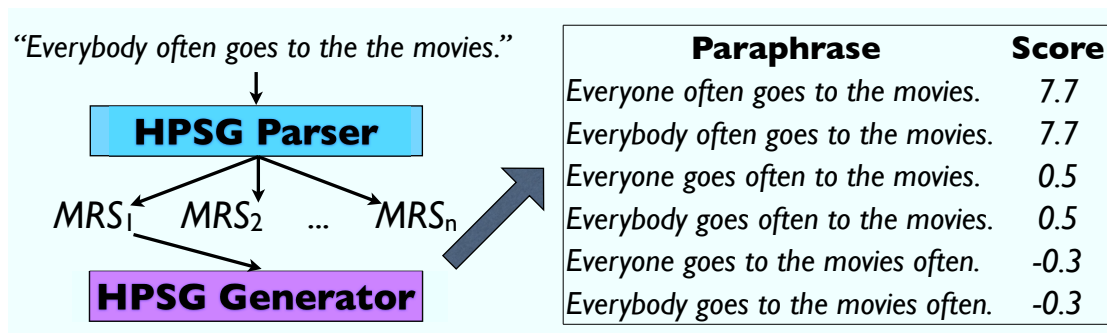 “Everybody often goes to the the movies.”
HPSG Parser
MRS1 MRS2 ... MRSn
HPSG Generator
Paraphrase Score
Everyone often goes to the movies. 7.7
Everybody often goes to the movies. 7.7
Everyone goes often to the movies. 0.5
Everybody goes often to the movies. 0.5
Everyone goes to the movies often. -0.3
Everybody goes to the movies often. -0.3